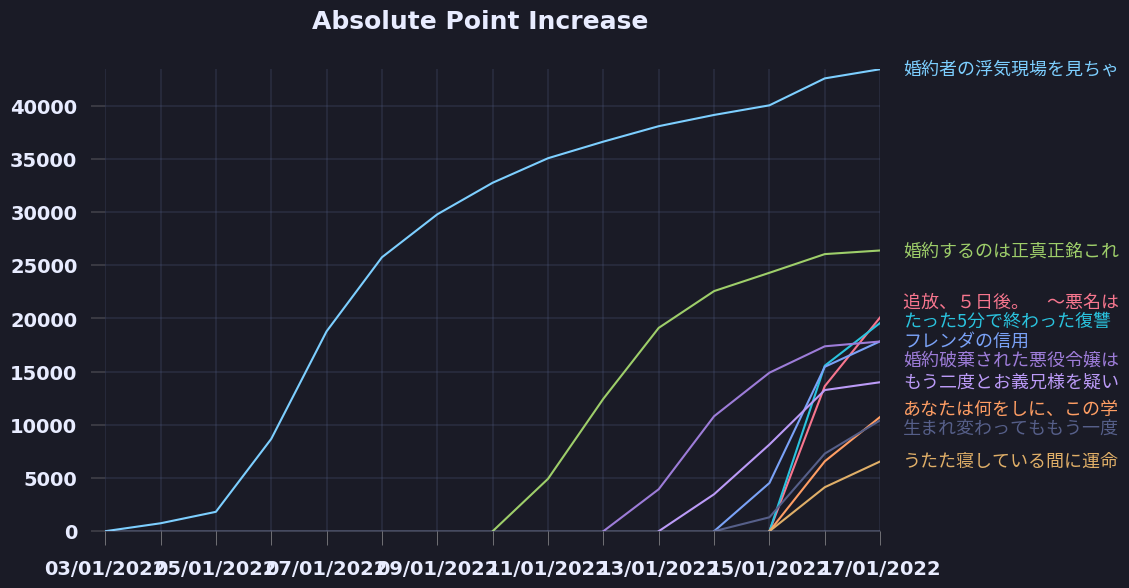 Absolute Point Increase
40000
35000
30000
25000
20000
15000
10000
5000
0
03/01/2022
05/01/2022
07/01/2022
09/01/2022
11/01/2022
13/01/2022
15/01/2022
17/01/2022
婚約者の浮気現場を見ちゃ
婚約するのは正真正銘これ
追放、５日後。　～悪名は
たった5分で終わった復讐
フレンダの信用
婚約破棄された悪役令嬢は
もう二度とお義兄様を疑い
あなたは何をしに、この学
生まれ変わってももう一度
うたた寝している間に運命